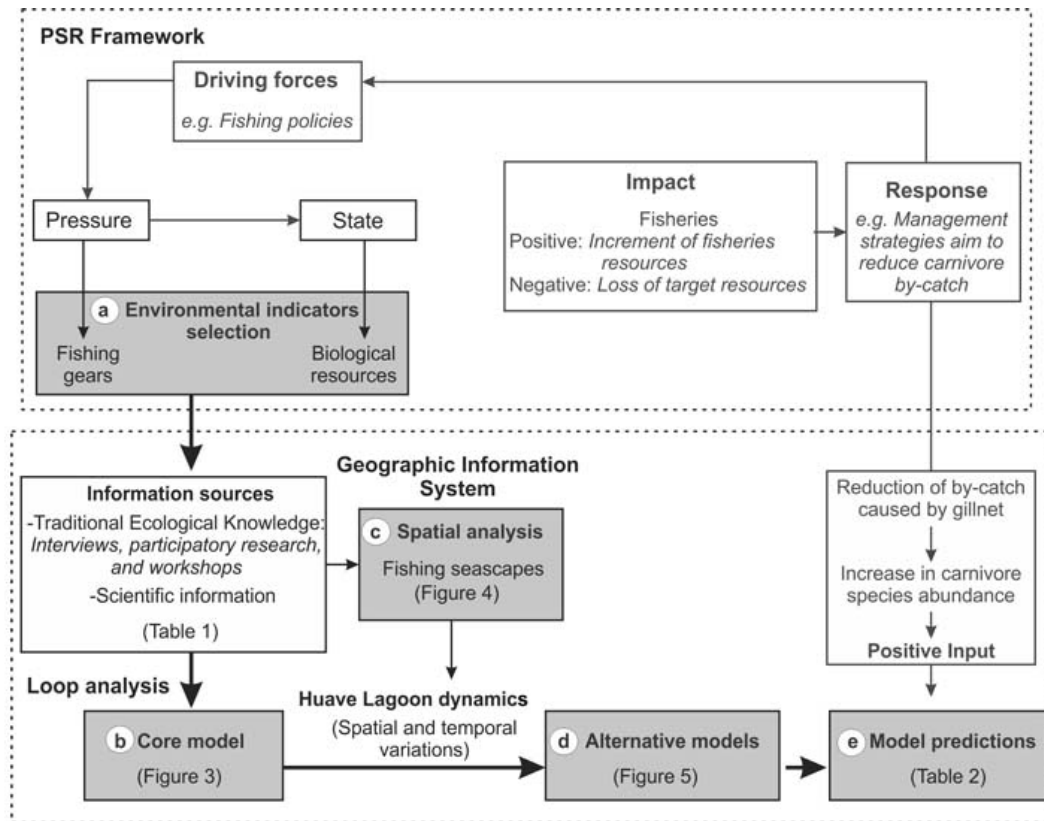 PSR Framework
Driving forces
e.g. Fishing policies
Pressure
State
Impact
Fisheries
Positive: Increment of fisheries
resources
Negative: Loss of target resources
Response
e.g. Management
strategies aim to
reduce carnivore
by-catch
a Environmental indicators
selection
Fishing
gears
Biological
resources
Information sources
-Traditional Ecological Knowledge:
Interviews, participatory research,
and workshops
-Scientific information
(Table 1)
Geographic Information
System
c Spatial analysis
Fishing seascapes
(Figure 4)
Reduction of by-catch
caused by gillnet
Increase in carnivore
species abundance
Positive Input
Loop analysis
Huave Lagoon dynamics
(Spatial and temporal
variations)
b Core model
(Figure 3)
d Alternative models
(Figure 5)
e Model predictions
(Table 2)